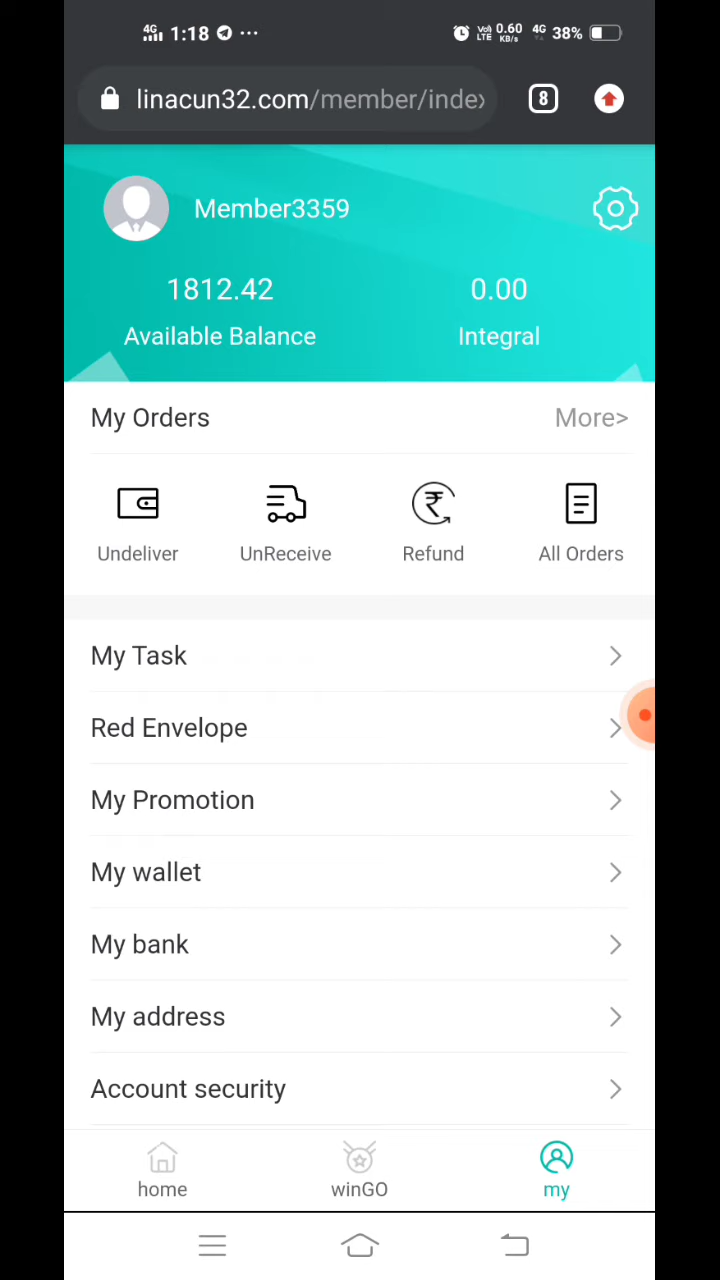 4G 1:18 ... VoD LTE 0.60 KB/s 4G 38%
linacun32.com/member/index 8
Member3359
1812.42 0.00
Available Balance Integral
My Orders More>
₹
Undeliver UnReceive Refund All Orders
My Task
Red Envelope
My Promotion
My wallet
My bank
My address
Account security
home winGO my